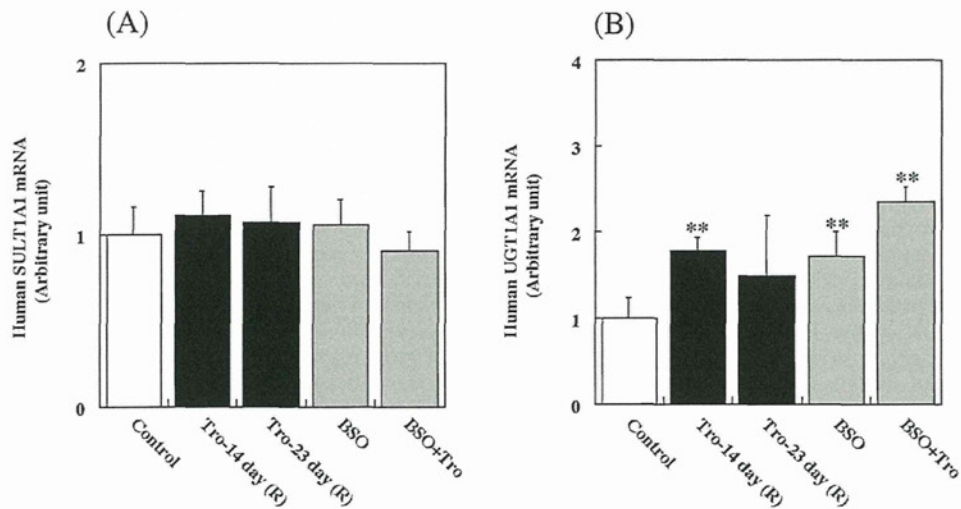 (A)
Human SULT1A1 mRNA
(Arbitrary unit)
2
1
0
Control
Tro-14 day (R)
Tro-23 day (R)
BSO
BSO+Tro
(B)
Human UGT1A1 mRNA
(Arbitrary unit)
4
3
2
1
0
**
**
**
Control
Tro-14 day (R)
Tro-23 day (R)
BSO
BSO+Tro